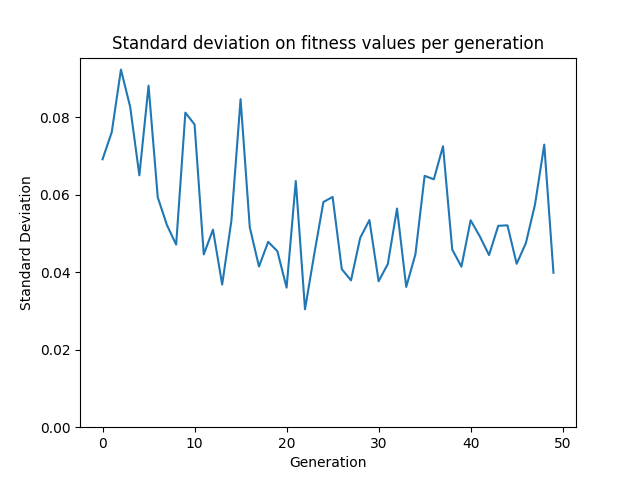 Standard deviation on fitness values per generation
Standard Deviation
0.08
0.06
0.04
0.02
0.00
0 10 20 30 40 50
Generation